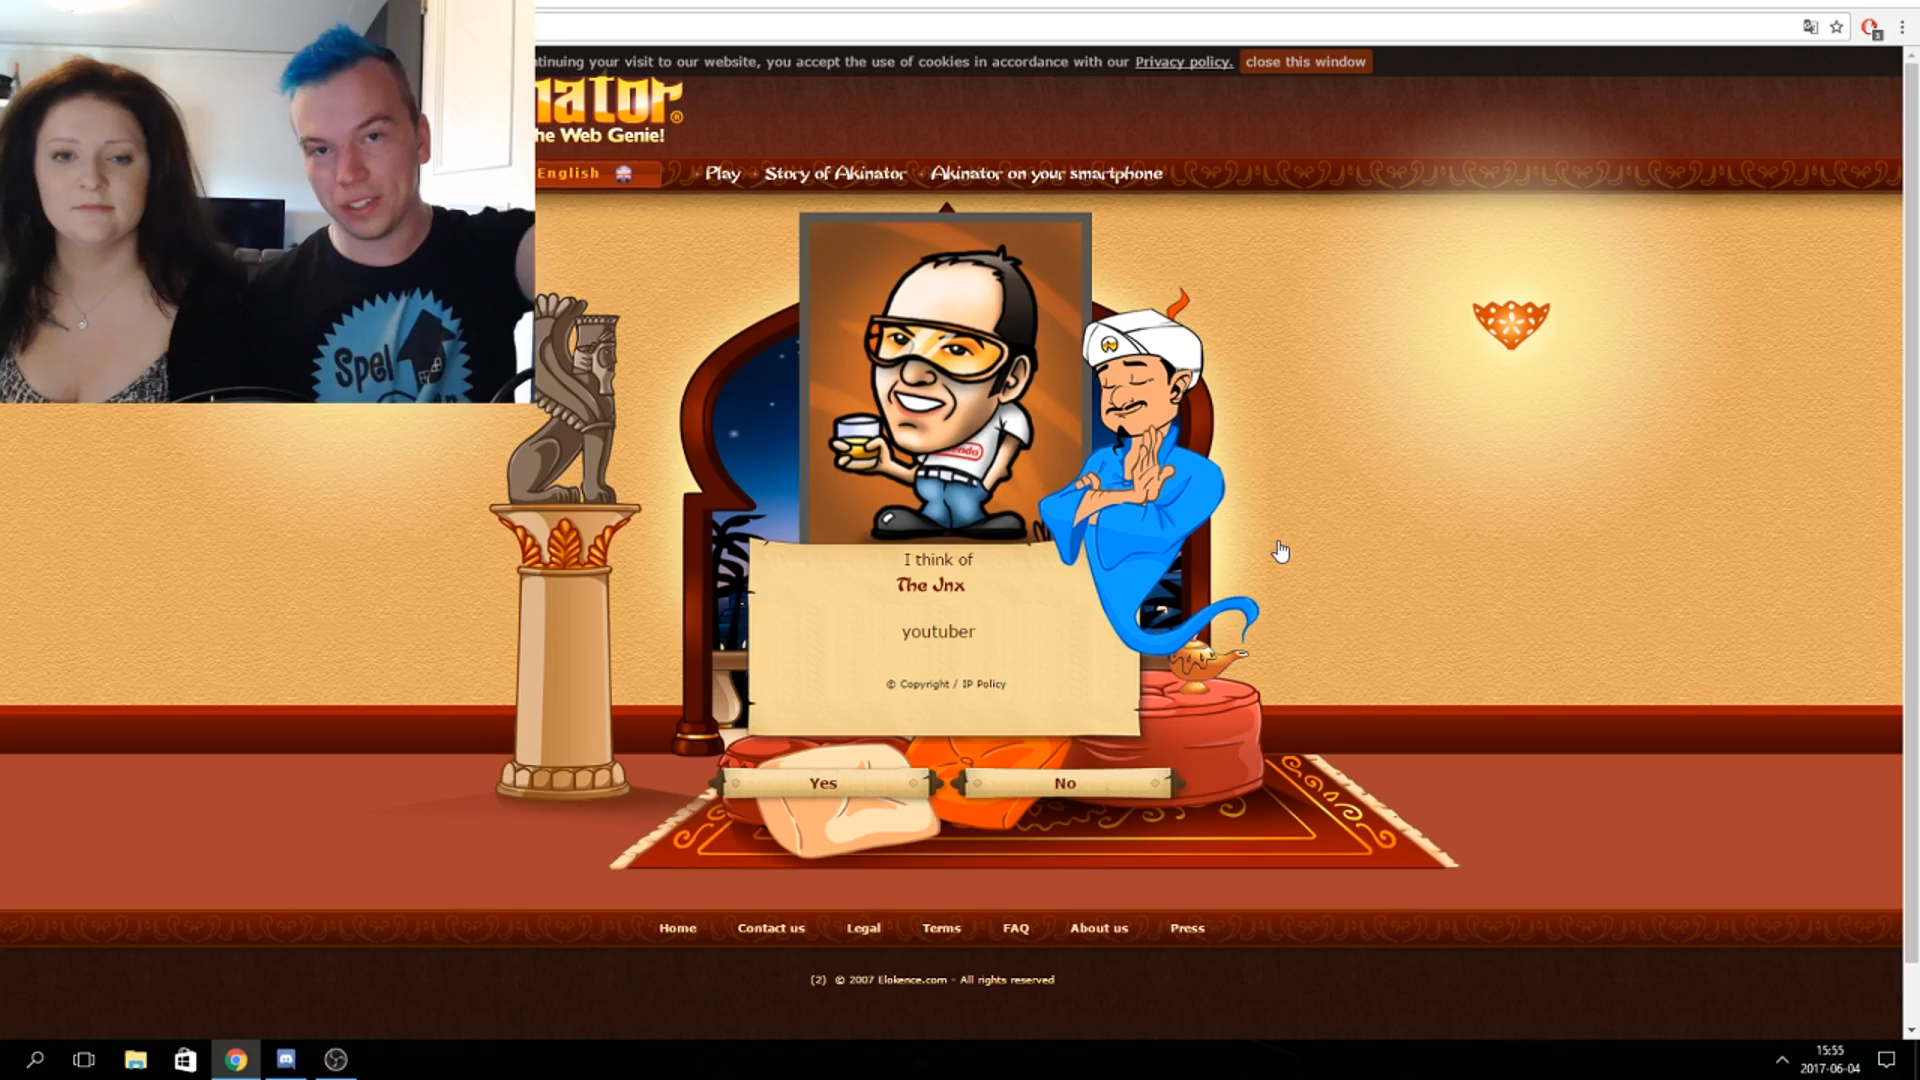 ntinuing your visit to our website, you accept the use of cookies in accordance with our Privacy policy. close this window
nator®
he Web Genie!
English
Play Story of Akinator Akinator on your smartphone
Spel
endo
I think of
The Jnx
youtuber
© Copyright / IP Policy
Yes No
Home Contact us Legal Terms FAQ About us Press
(2) © 2007 Elokence.com - All rights reserved
15:55
2017-06-04